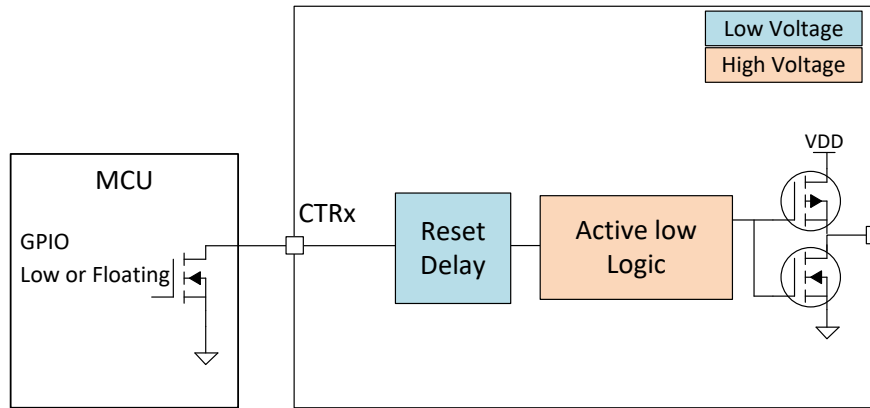 Low Voltage
High Voltage
VDD
MCU
CTRx
GPIO
Low or Floating
Reset
Delay
Active low
Logic